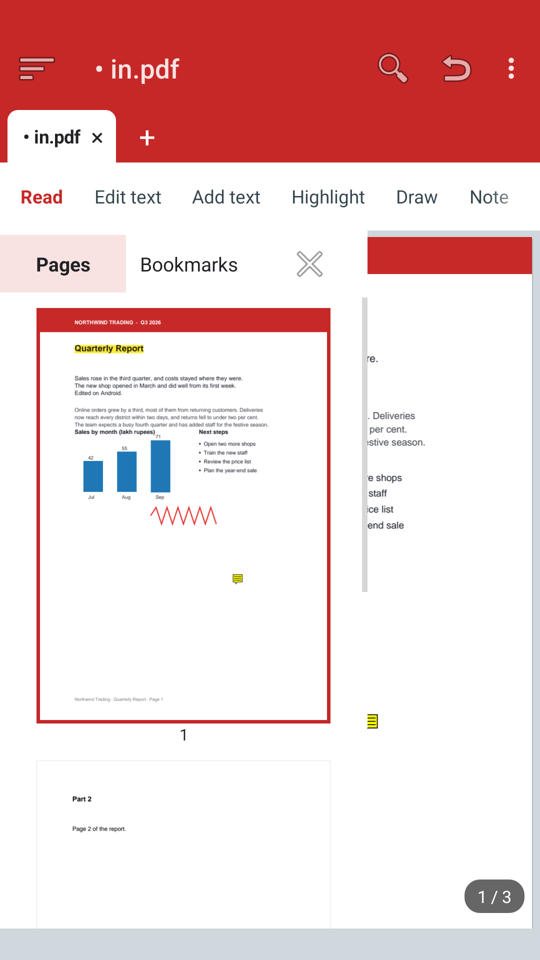 • in.pdf
• in.pdf
Read Edit text Add text Highlight Draw Note
Pages Bookmarks
NORTHWIND TRADING - Q3 2026
Quarterly Report
Sales rose in the third quarter, and costs stayed where they were.
The new shop opened in March and did well from its first week.
Edited on Android.
Online orders grew by a third, most of them from returning customers. Deliveries
now reach every district within two days, and returns fell to under two per cent.
The team expects a busy fourth quarter and has added staff for the festive season.
Sales by month (lakh rupees)
42
55
71
Jul Aug Sep
Next steps
• Open two more shops
• Train the new staff
• Review the price list
• Plan the year-end sale
Northwind Trading - Quarterly Report - Page 1
1
Part 2
Page 2 of the report.
re.
. Deliveries
per cent.
estive season.
e shops
staff
ice list
end sale
1 / 3